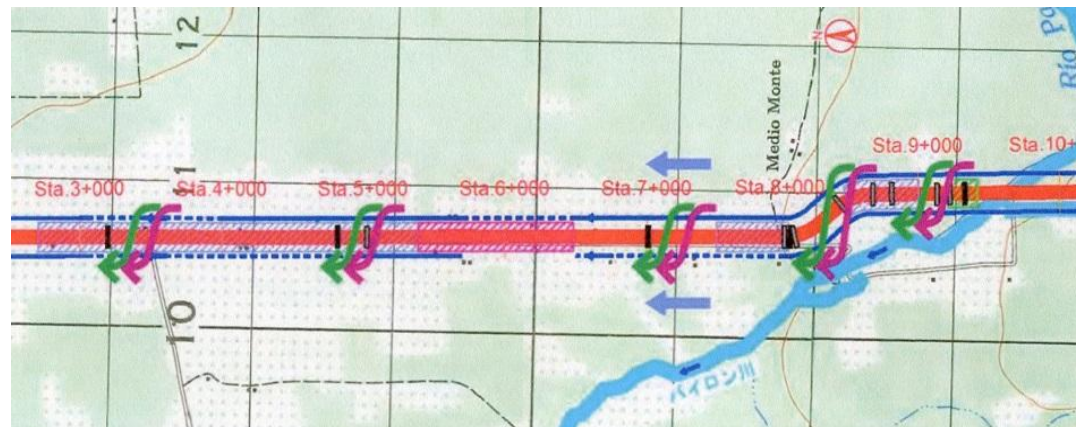 12
N
Medio Monte
Río Po
Sta.3+000
11
Sta.4+000
Sta.5+000
Sta.6+000
Sta.7+000
Sta.8+000
Sta.9+000
Sta.10+
10
パイロン川